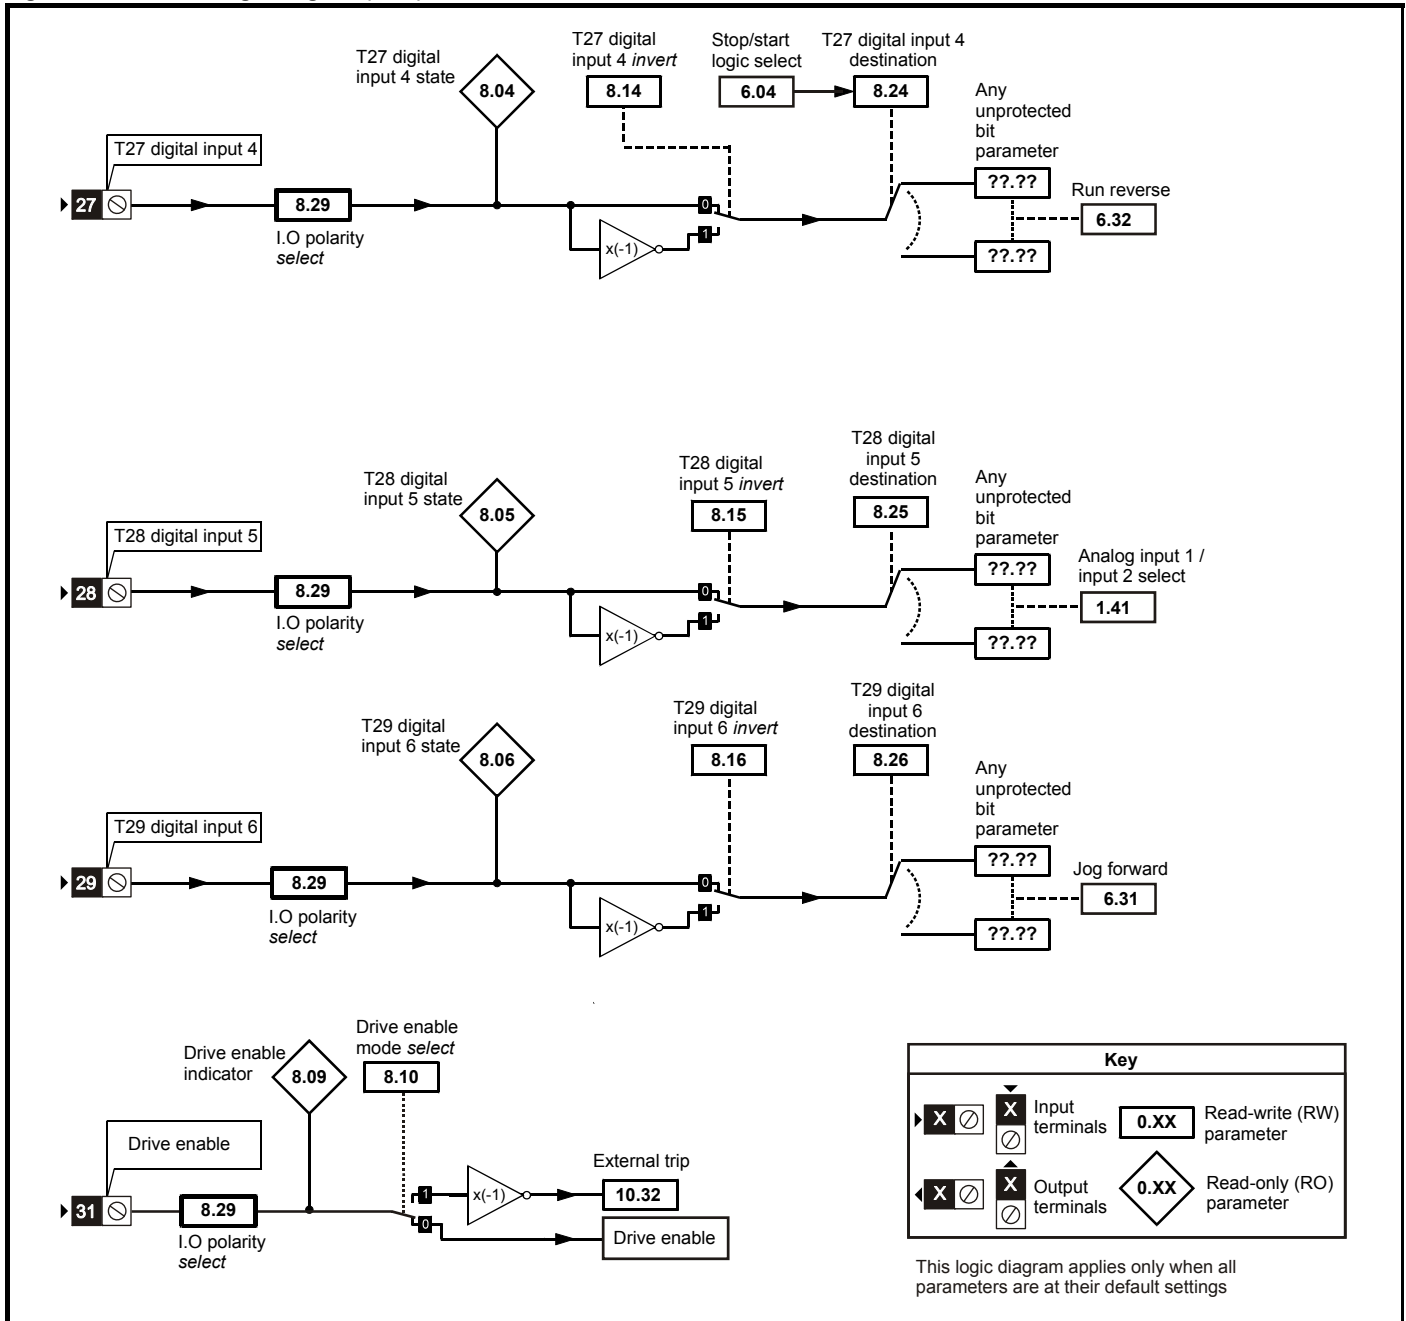 T27 digital
input 4 state
8.04
T27 digital
input 4 invert
8.14
Stop/start
logic select
6.04
T27 digital input 4
destination
8.24
Any
unprotected
bit
parameter
T27 digital input 4
27
8.29
I.O polarity
select
0
1
x(-1)
??.??
??.??
Run reverse
6.32
T28 digital
input 5 state
8.05
T28 digital
input 5 invert
8.15
T28 digital
input 5
destination
8.25
Any
unprotected
bit
parameter
T28 digital input 5
28
8.29
I.O polarity
select
0
1
x(-1)
??.??
??.??
Analog input 1 /
input 2 select
1.41
T29 digital
input 6 state
8.06
T29 digital
input 6 invert
8.16
T29 digital
input 6
destination
8.26
Any
unprotected
bit
parameter
T29 digital input 6
29
8.29
I.O polarity
select
0
1
x(-1)
??.??
??.??
Jog forward
6.31
Drive enable
indicator
8.09
Drive enable
mode select
8.10
Drive enable
31
8.29
I.O polarity
select
1
0
x(-1)
External trip
10.32
Drive enable
Key
X
X
Input
terminals
0.XX
Read-write (RW)
parameter
X
X
Output
terminals
0.XX
Read-only (RO)
parameter
This logic diagram applies only when all
parameters are at their default settings